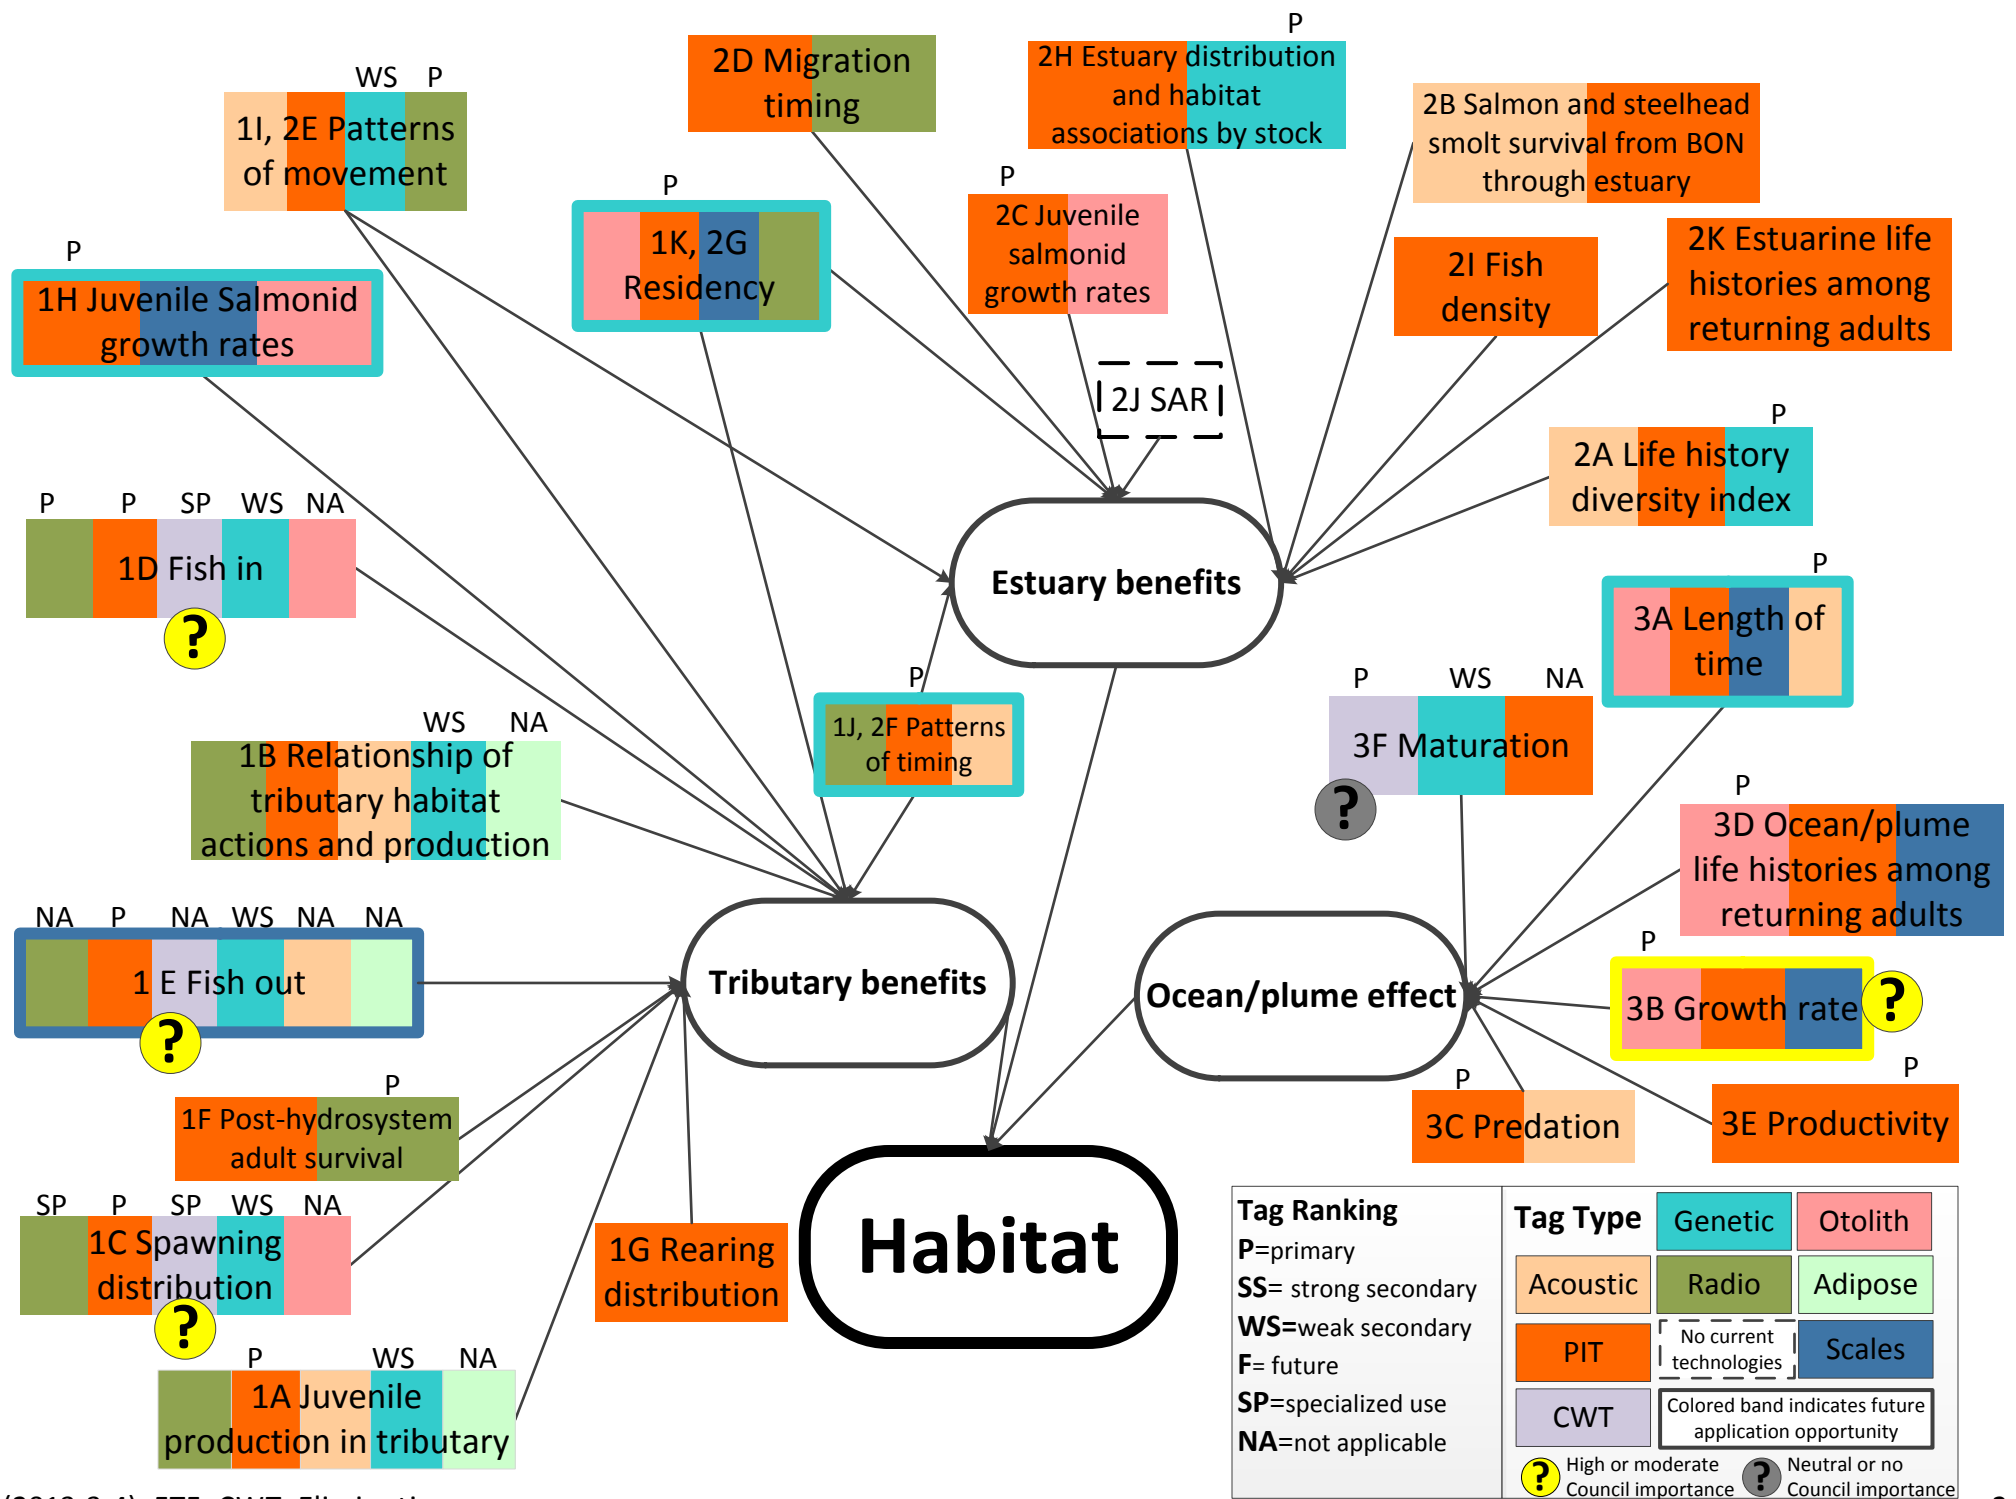 P
2D Migration
timing
2H Estuary distribution
and habitat
associations by stock
WS P
1I, 2E Patterns
of movement
2B Salmon and steelhead
smolt survival from BON
through estuary
P
1K, 2G
Residency
P
2C Juvenile
salmonid
growth rates
2I Fish
density
2K Estuarine life
histories among
returning adults
P
1H Juvenile Salmonid
growth rates
2J SAR
P
2A Life history
diversity index
P P SP WS NA
1D Fish in
?
Estuary benefits
P
3A Length of
time
P
1J, 2F Patterns
of timing
P WS NA
3F Maturation
?
WS NA
1B Relationship of
tributary habitat
actions and production
P
3D Ocean/plume
life histories among
returning adults
NA P NA WS NA NA
1 E Fish out
?
Tributary benefits
Ocean/plume effect
P
3B Growth rate
?
P
1F Post-hydrosystem
adult survival
P
3C Predation
P
3E Productivity
SP P SP WS NA
1C Spawning
distribution
?
1G Rearing
distribution
Habitat
P WS NA
1A Juvenile
production in tributary
Tag Ranking
P=primary
SS= strong secondary
WS=weak secondary
F= future
SP=specialized use
NA=not applicable
Tag Type
Genetic
Otolith
Acoustic
Radio
Adipose
PIT
No current
technologies
Scales
CWT
Colored band indicates future
application opportunity
? High or moderate
Council importance
? Neutral or no
Council importance